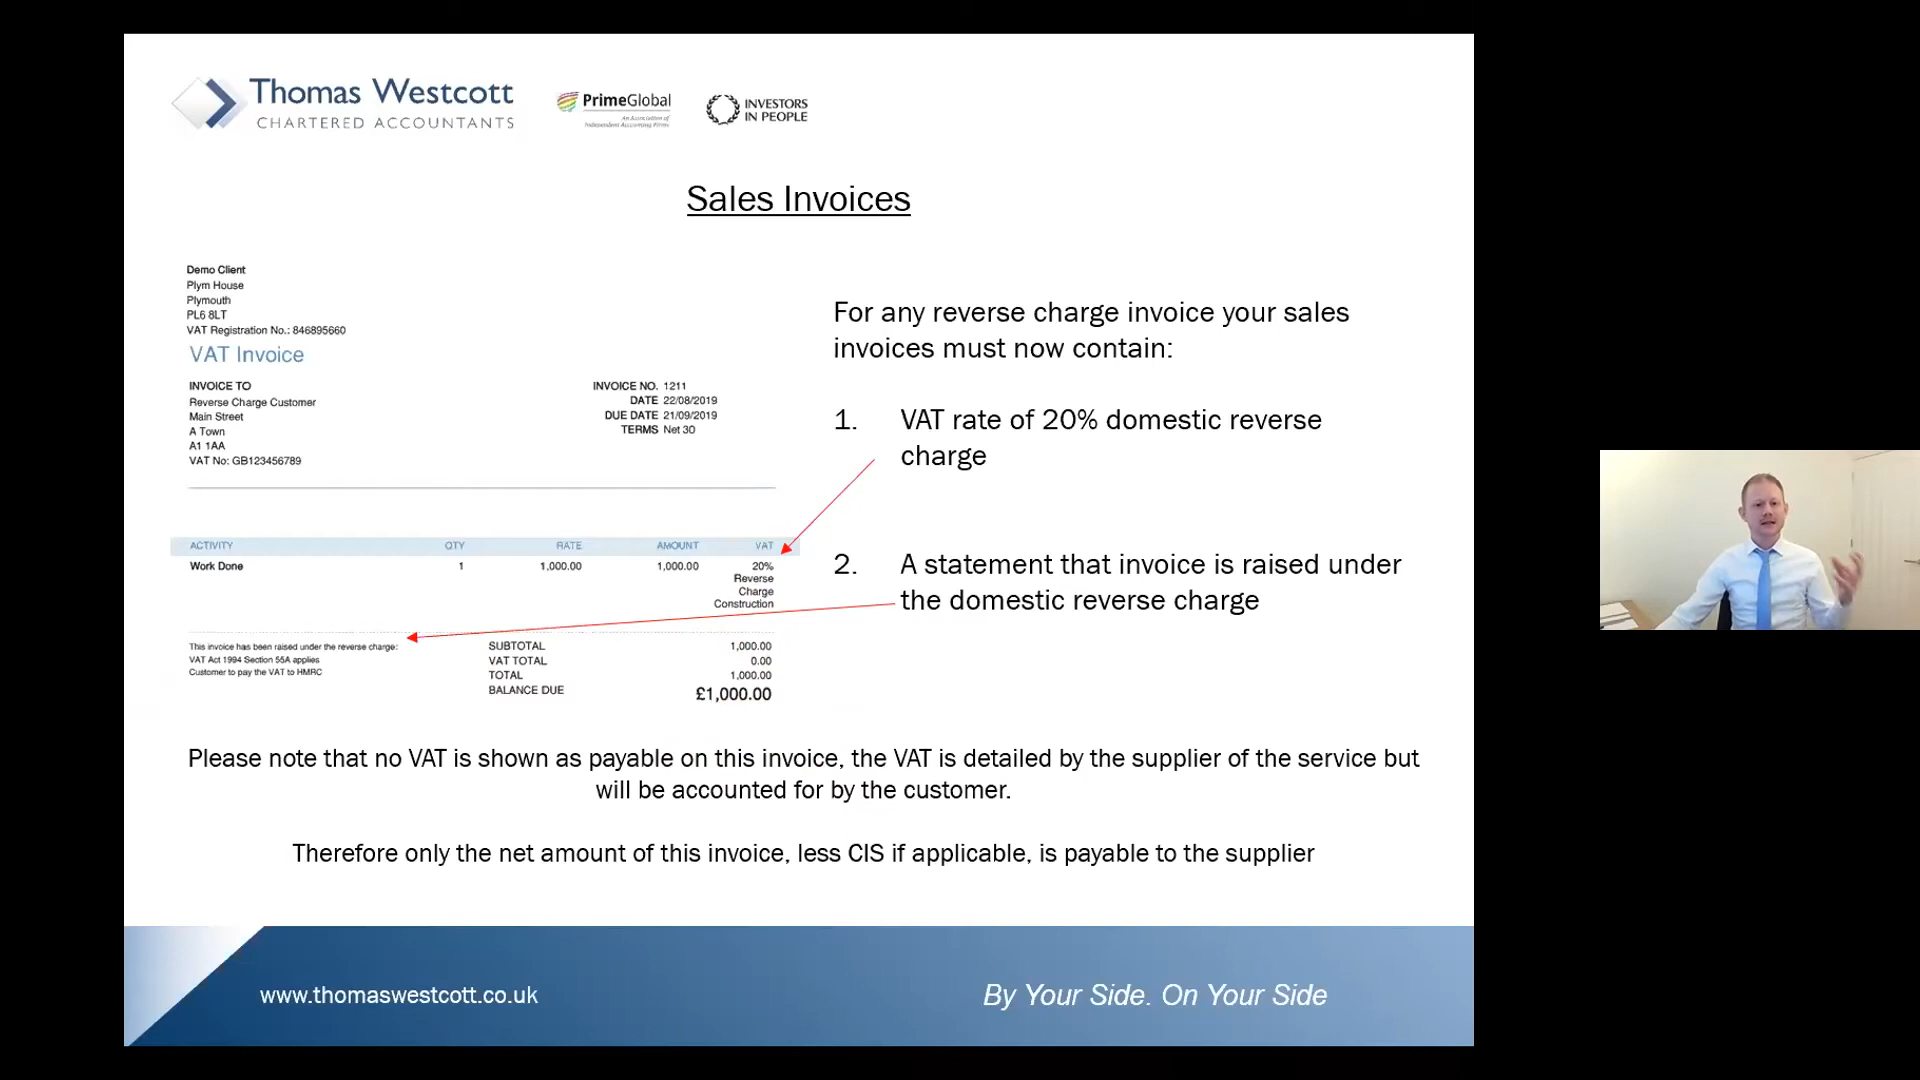 Thomas Westcott
CHARTERED ACCOUNTANTS
PrimeGlobal
An Association of
Independent Accounting Firms
INVESTORS
IN PEOPLE
Sales Invoices
Demo Client
Plym House
Plymouth
PL6 8LT
VAT Registration No.: 846895660
VAT Invoice
INVOICE TO
Reverse Charge Customer
Main Street
A Town
A1 1AA
VAT No: GB123456789
INVOICE NO. 1211
DATE 22/08/2019
DUE DATE 21/09/2019
TERMS Net 30
ACTIVITY QTY RATE AMOUNT VAT
Work Done 1 1,000.00 1,000.00 20%
Reverse
Charge
Construction
This invoice has been raised under the reverse charge:
VAT Act 1994 Section 55A applies
Customer to pay the VAT to HMRC
SUBTOTAL 1,000.00
VAT TOTAL 0.00
TOTAL 1,000.00
BALANCE DUE £1,000.00
For any reverse charge invoice your sales
invoices must now contain:
1. VAT rate of 20% domestic reverse
charge
2. A statement that invoice is raised under
the domestic reverse charge
Please note that no VAT is shown as payable on this invoice, the VAT is detailed by the supplier of the service but
will be accounted for by the customer.
Therefore only the net amount of this invoice, less CIS if applicable, is payable to the supplier
www.thomaswestcott.co.uk
By Your Side. On Your Side